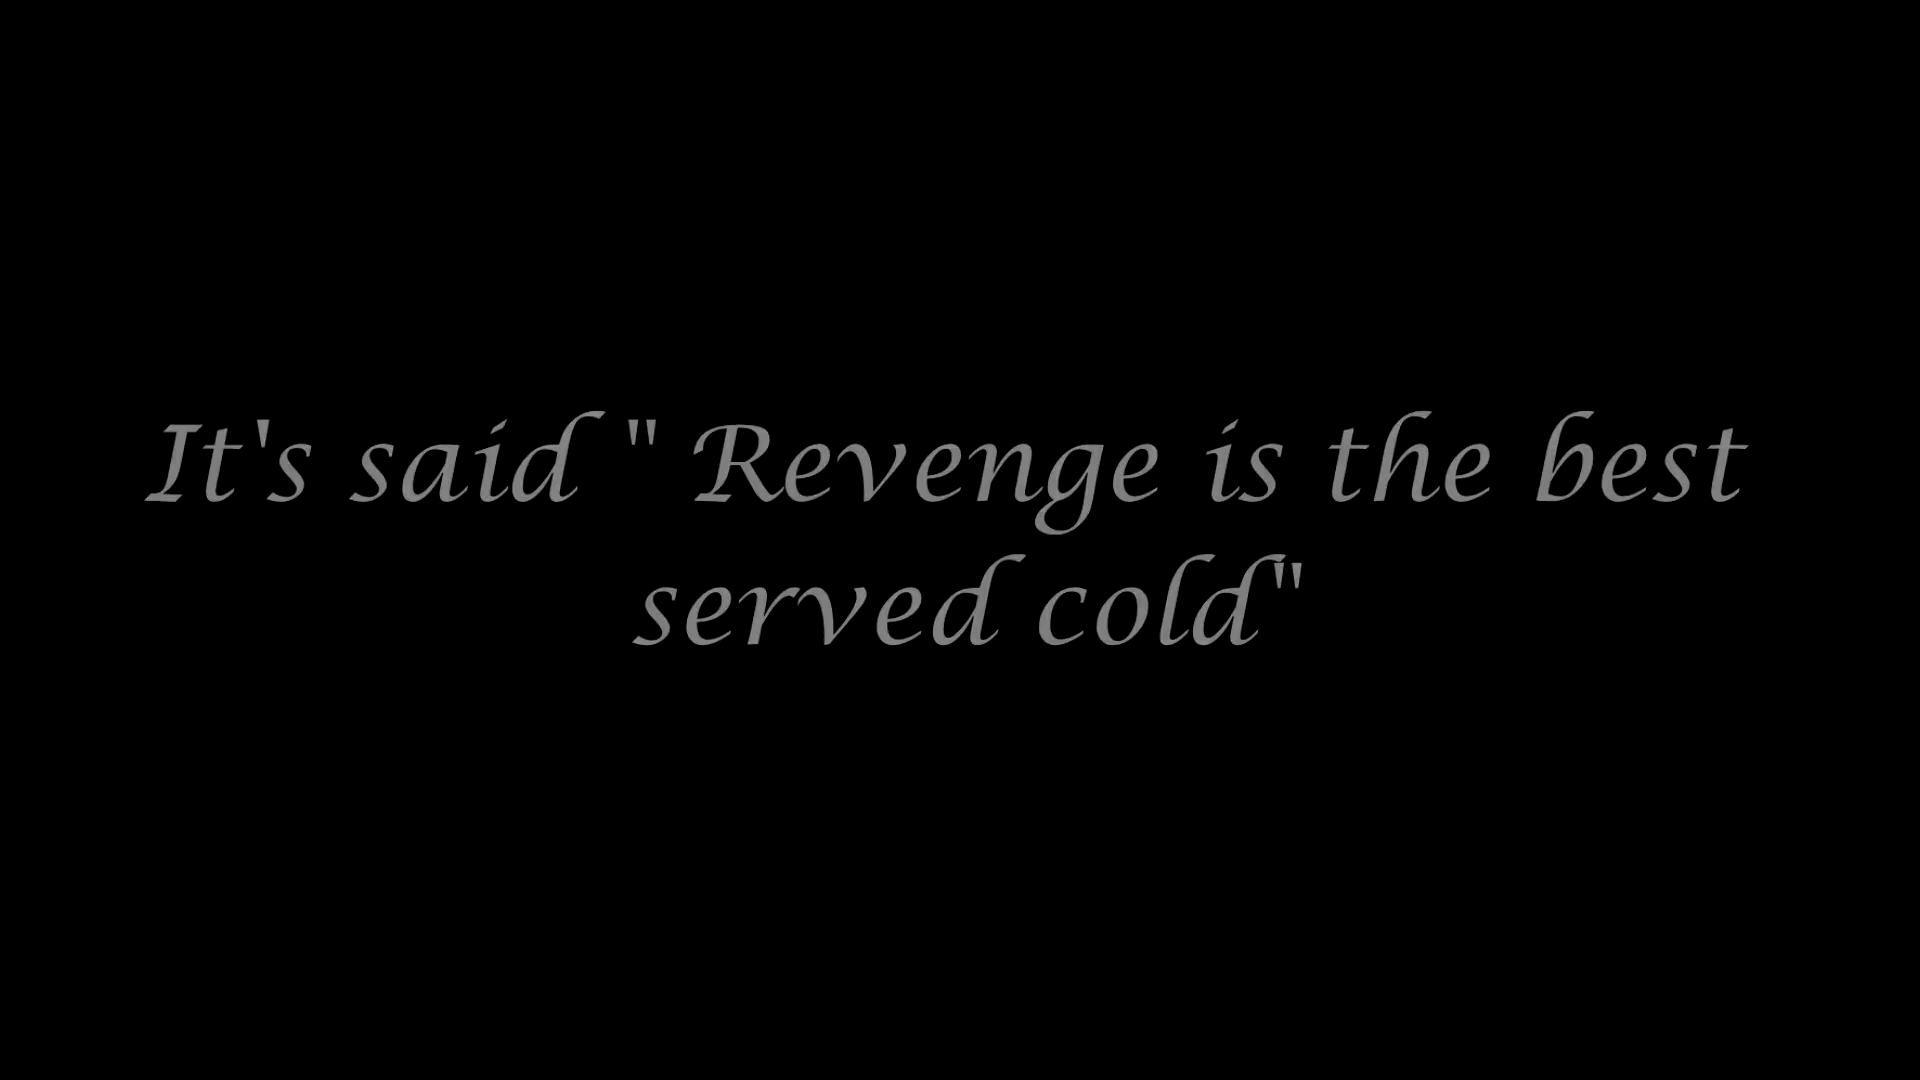 It's said " Revenge is the best
served cold"